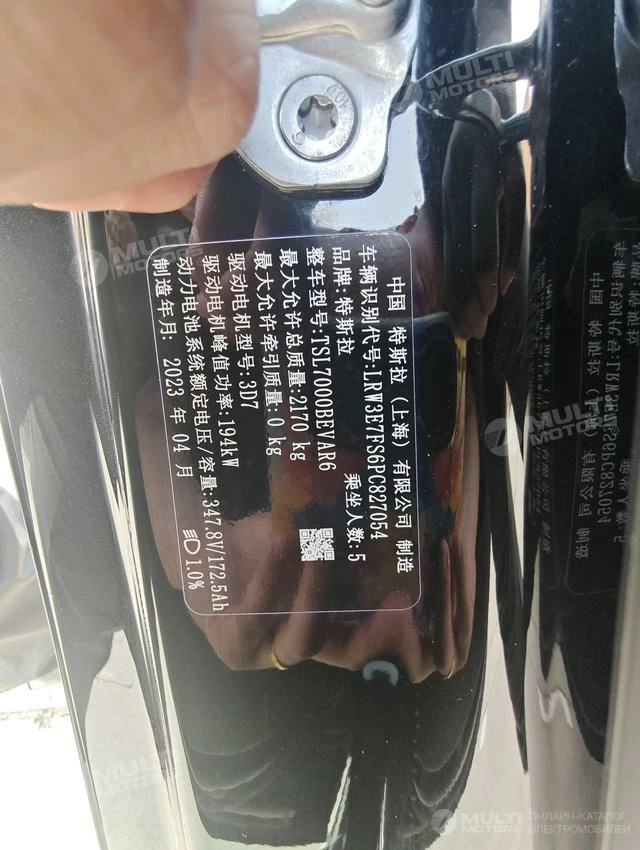 中国 特斯拉（上海）有限公司 制造
车辆识别代号:LRW3E7FS6PC827054
品牌:特斯拉 乘坐人数:5
整车型号:TSL7000BEVAR6
最大允许总质量:2170 kg
最大允许牵引质量:0 kg
驱动电机型号:3D7
驱动电机峰值功率:194kW
动力电池系统额定电压/容量:347.8V/172.5Ah
制造年月: 2023 年 04 月 1.0%
MULTI MOTORS
MULTI MOTORS
MULTI MOTORS
MULTI MOTORS
MULTI MOTORS ОНЛАЙН-КАТАЛОГ ЭЛЕКТРОМОБИЛЕЙ